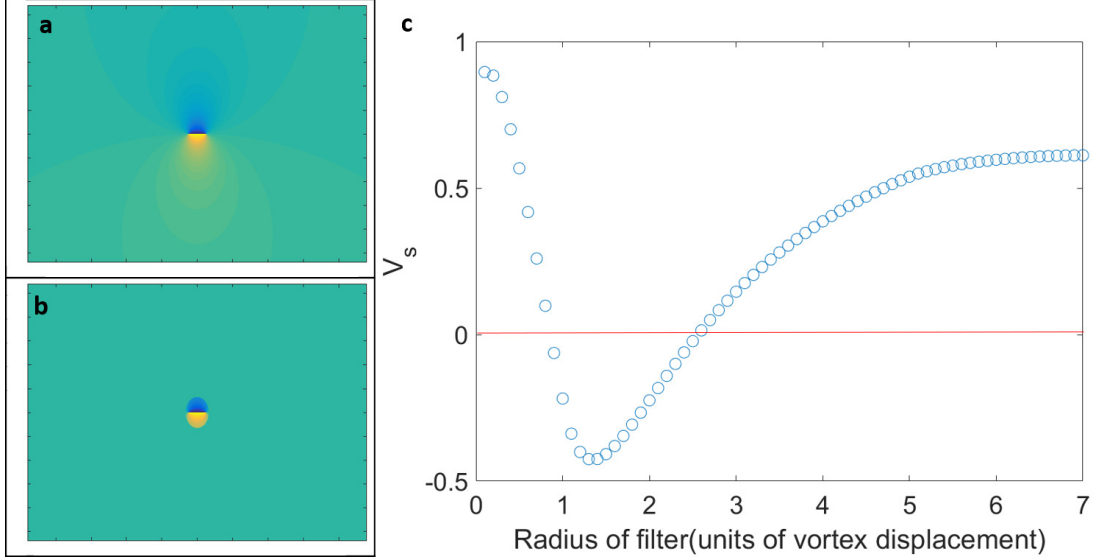 a
b
c
1
0.5
0
-0.5
V_s
0 1 2 3 4 5 6 7
Radius of filter(units of vortex displacement)